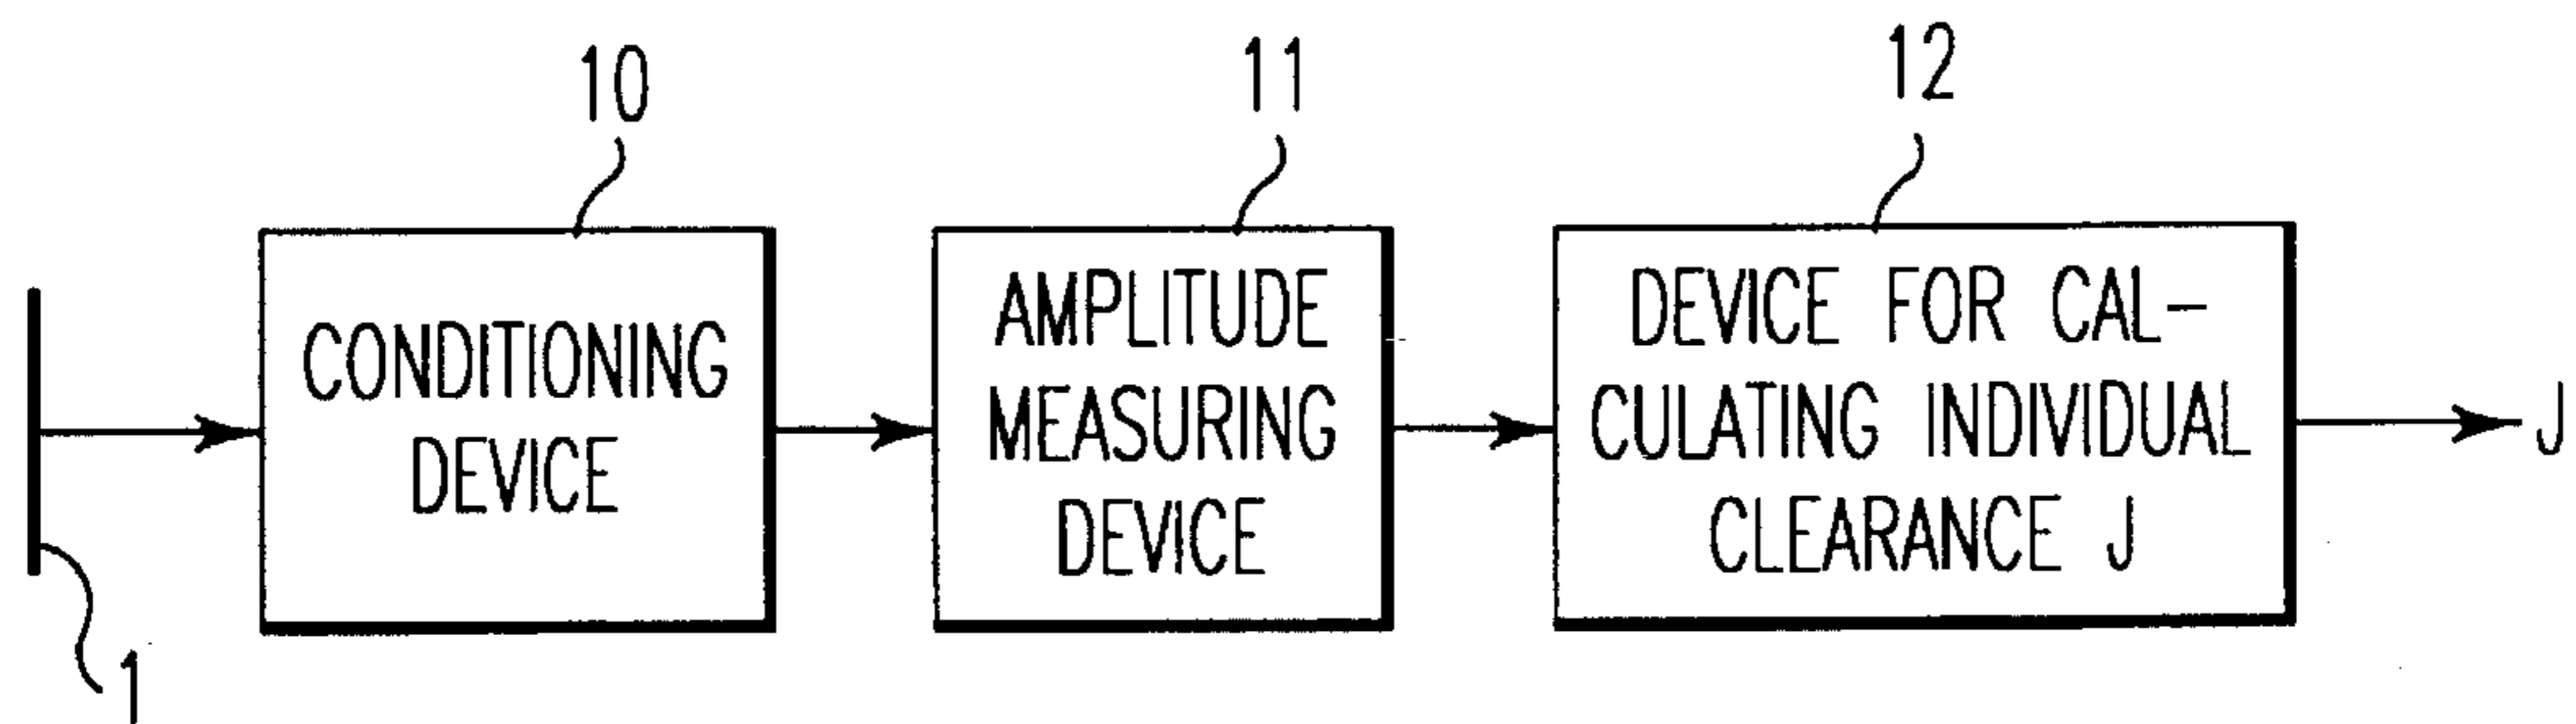 10
11
12
CONDITIONING
DEVICE
AMPLITUDE
MEASURING
DEVICE
DEVICE FOR CAL-
CULATING INDIVIDUAL
CLEARANCE J
J
1